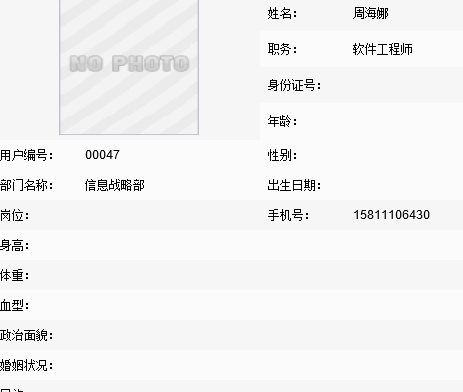 姓名： 周海娜
职务： 软件工程师
NO PHOTO
身份证号：
年龄：
用户编号： 00047 性别：
部门名称： 信息战略部 出生日期：
岗位： 手机号： 15811106430
身高：
体重：
血型：
政治面貌：
婚姻状况：